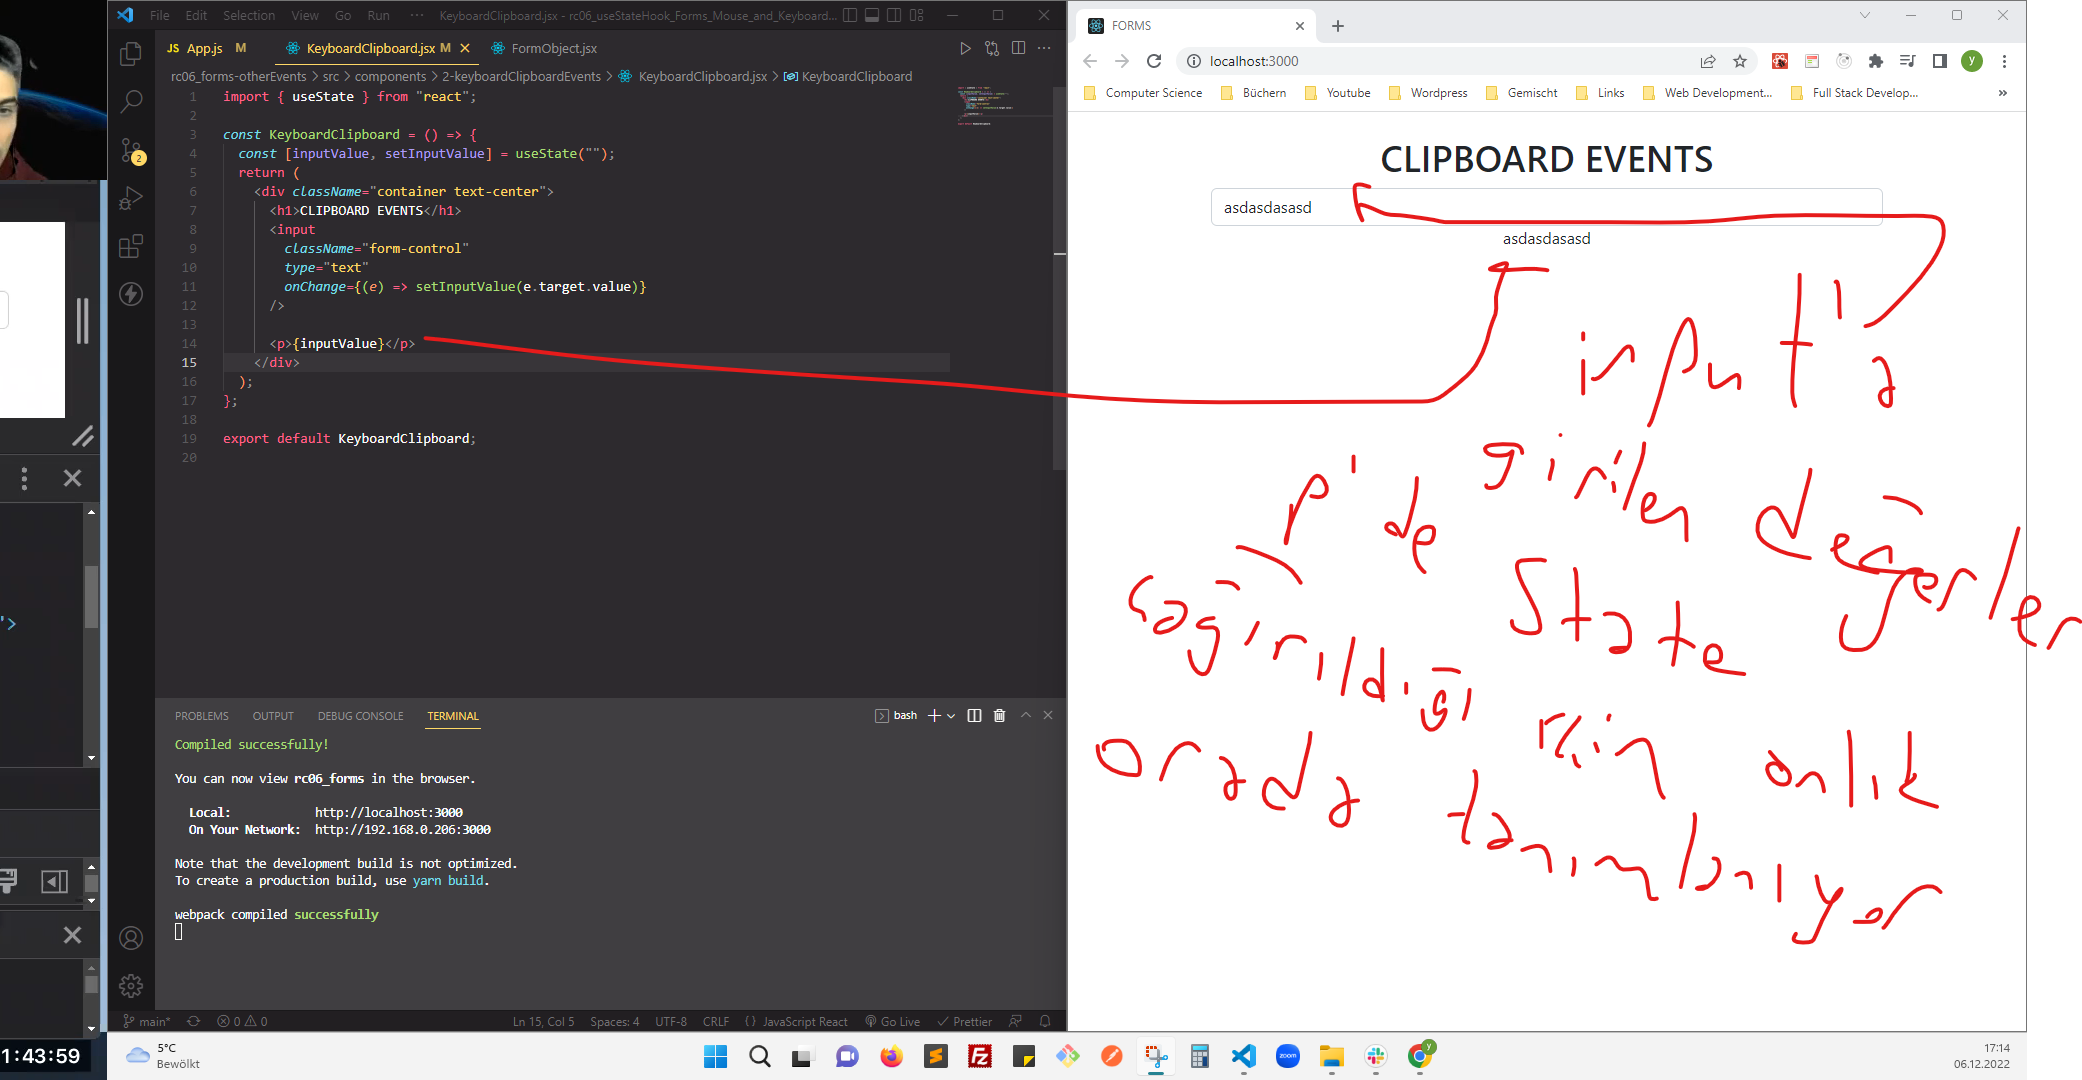 File Edit Selection View Go Run ··· KeyboardClipboard.jsx - rc06_useStateHook_Forms_Mouse_and_Keyboard...
JS App.js M KeyboardClipboard.jsx M FormObject.jsx
rc06_forms-otherEvents > src > components > 2-keyboardClipboardEvents > KeyboardClipboard.jsx > KeyboardClipboard
1 import { useState } from "react";
2
3 const KeyboardClipboard = () => {
4 const [inputValue, setInputValue] = useState("");
5 return (
6 <div className="container text-center">
7 <h1>CLIPBOARD EVENTS</h1>
8 <input
9 className="form-control"
10 type="text"
11 onChange={(e) => setInputValue(e.target.value)}
12 />
13
14 <p>{inputValue}</p>
15 </div>
16 );
17 };
18
19 export default KeyboardClipboard;
20
2
'>
PROBLEMS OUTPUT DEBUG CONSOLE TERMINAL
bash
Compiled successfully!
You can now view rc06_forms in the browser.
Local: http://localhost:3000
On Your Network: http://192.168.0.206:3000
Note that the development build is not optimized.
To create a production build, use yarn build.
webpack compiled successfully
main* 0 0 Ln 15, Col 5 Spaces: 4 UTF-8 CRLF {} JavaScript React Go Live Prettier
FORMS
localhost:3000
y
Computer Science Büchern Youtube Wordpress Gemischt Links Web Development... Full Stack Develop... »
CLIPBOARD EVENTS
asdasdasasd
asdasdasasd
input'a
girilen değerler
p'de State
çağırıldığı için anlık
orada tanımlanıyor
1:43:59
5°C
Bewölkt
zoom
y
17:14
06.12.2022